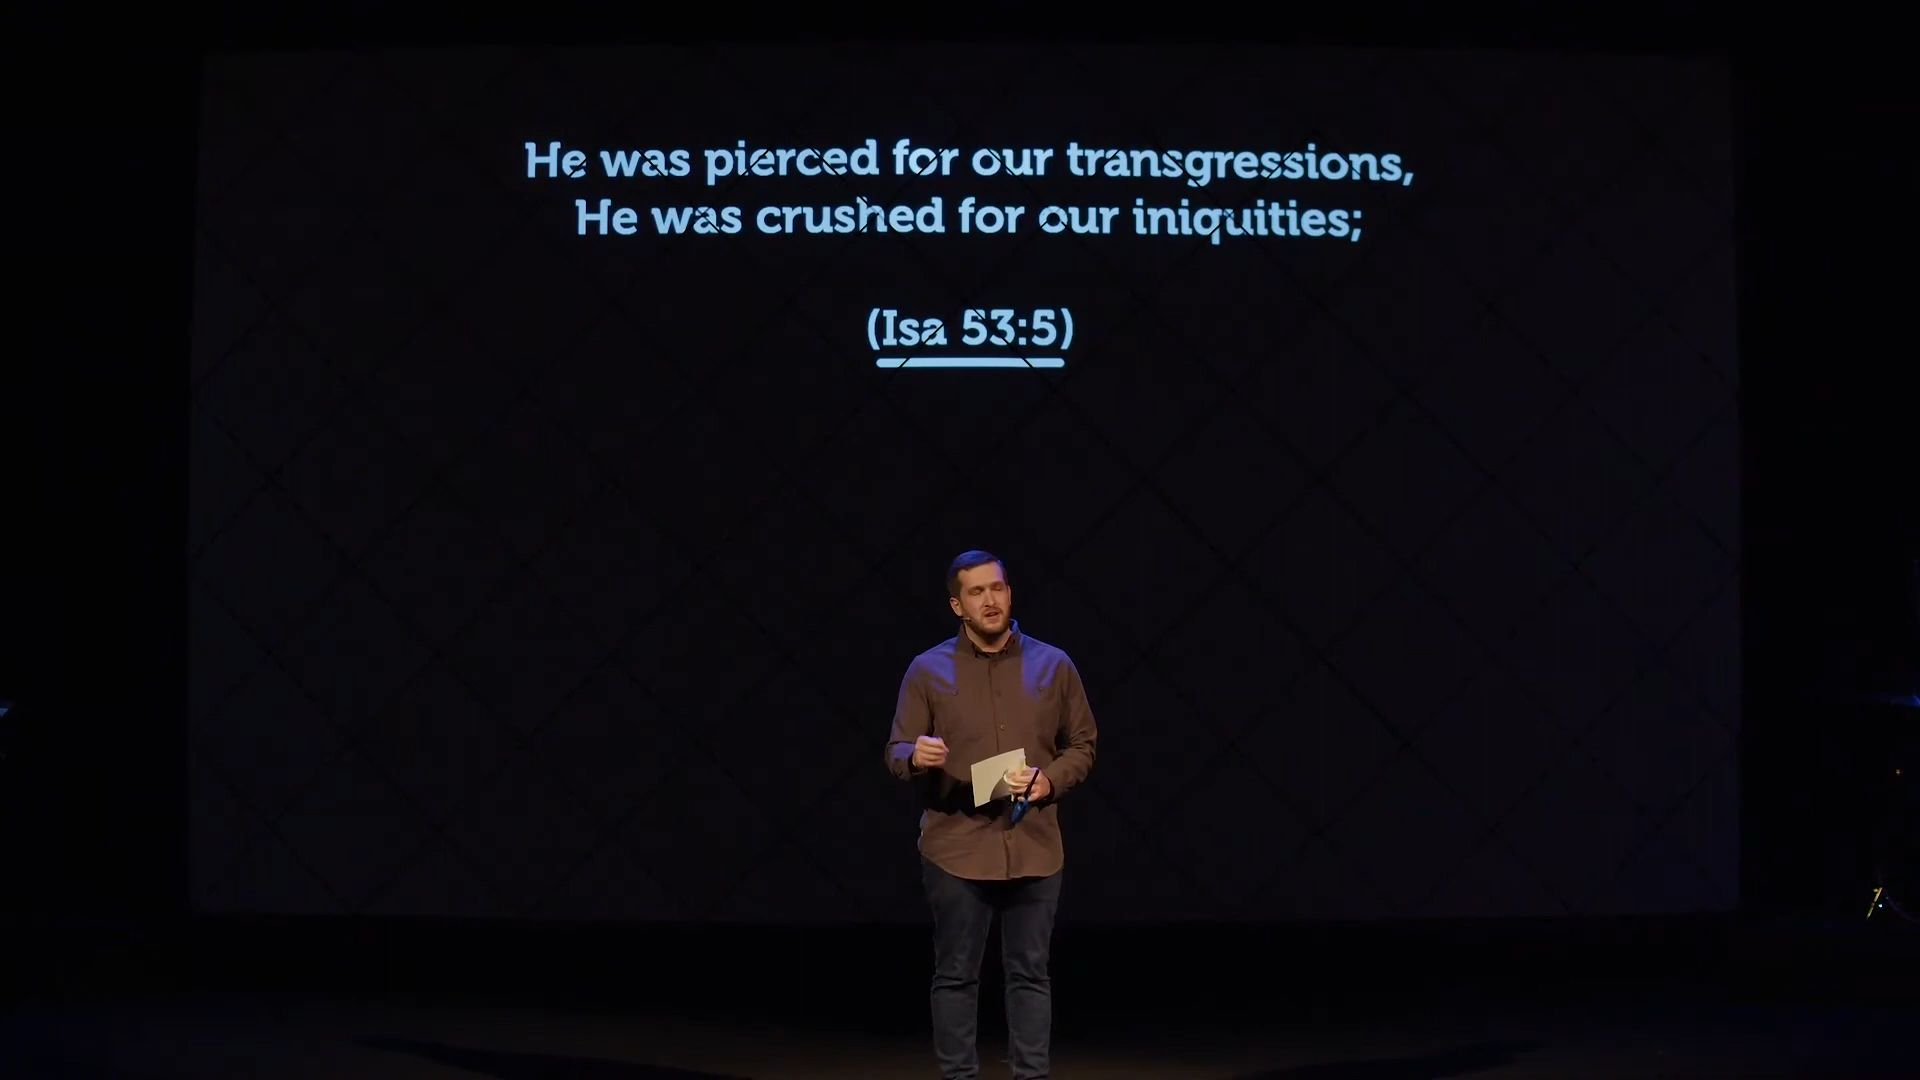 He was pierced for our transgressions,
He was crushed for our iniquities;
(Isa 53:5)